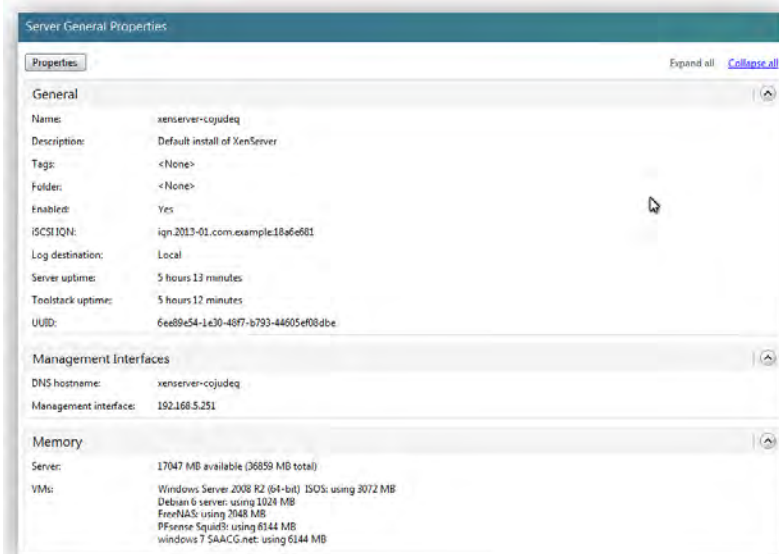 Server General Properties
Properties Expand all Collapse all
General
Name: xenserver-cojudeq
Description: Default install of XenServer
Tags: <None>
Folder: <None>
Enabled: Yes
iSCSI IQN: iqn.2013-01.com.example:18a6e681
Log destination: Local
Server uptime: 5 hours 13 minutes
Toolstack uptime: 5 hours 12 minutes
UUID: 6ee89e54-1e30-48f7-b793-44605ef08dbe
Management Interfaces
DNS hostname: xenserver-cojudeq
Management interface: 192.168.5.251
Memory
Server: 17047 MB available (36859 MB total)
VMs: Windows Server 2008 R2 (64-bit) ISOS: using 3072 MB
Debian 6 server: using 1024 MB
FreeNAS: using 2048 MB
PFsense Squid3: using 6144 MB
windows 7 SAACG.net: using 6144 MB